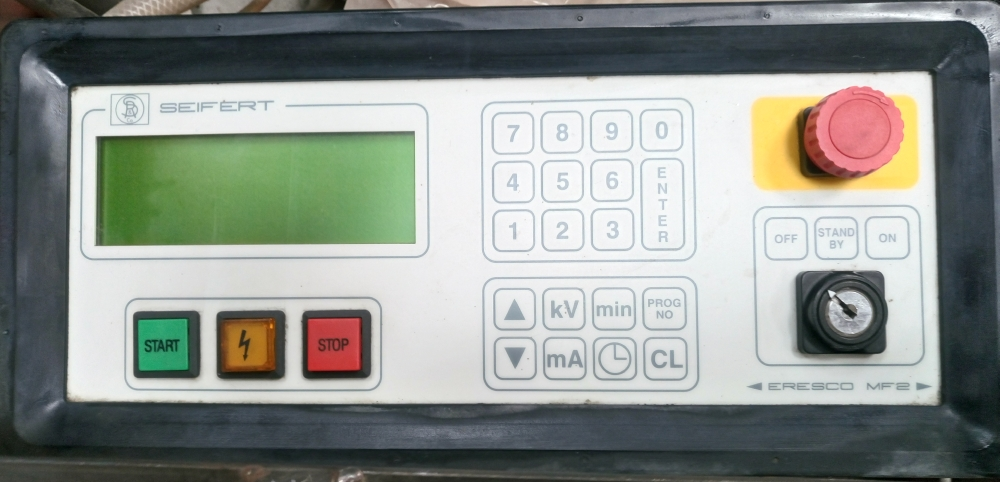 SEIFERT
7 8 9 0
4 5 6 ENTER
1 2 3
OFF STAND BY ON
kV min PROG NO
mA CL
START STOP
ERESCO MF2